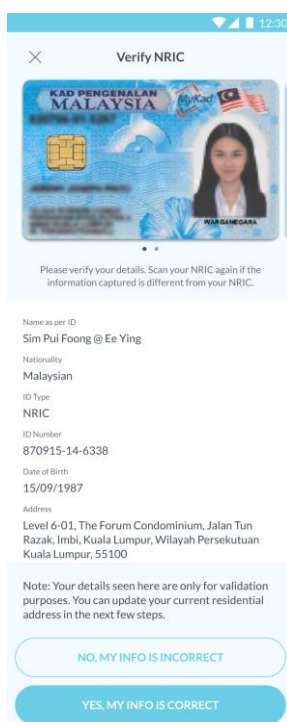 12:30
Verify NRIC
KAD PENGENALAN
MALAYSIA
MyKad
WARGANEGARA
Please verify your details. Scan your NRIC again if the
information captured is different from your NRIC.
Name as per ID
Sim Pui Foong @ Ee Ying
Nationality
Malaysian
ID Type
NRIC
ID Number
870915-14-6338
Date of Birth
15/09/1987
Address
Level 6-01, The Forum Condominium, Jalan Tun
Razak, Imbi, Kuala Lumpur, Wilayah Persekutuan
Kuala Lumpur, 55100
Note: Your details seen here are only for validation
purposes. You can update your current residential
address in the next few steps.
NO, MY INFO IS INCORRECT
YES, MY INFO IS CORRECT